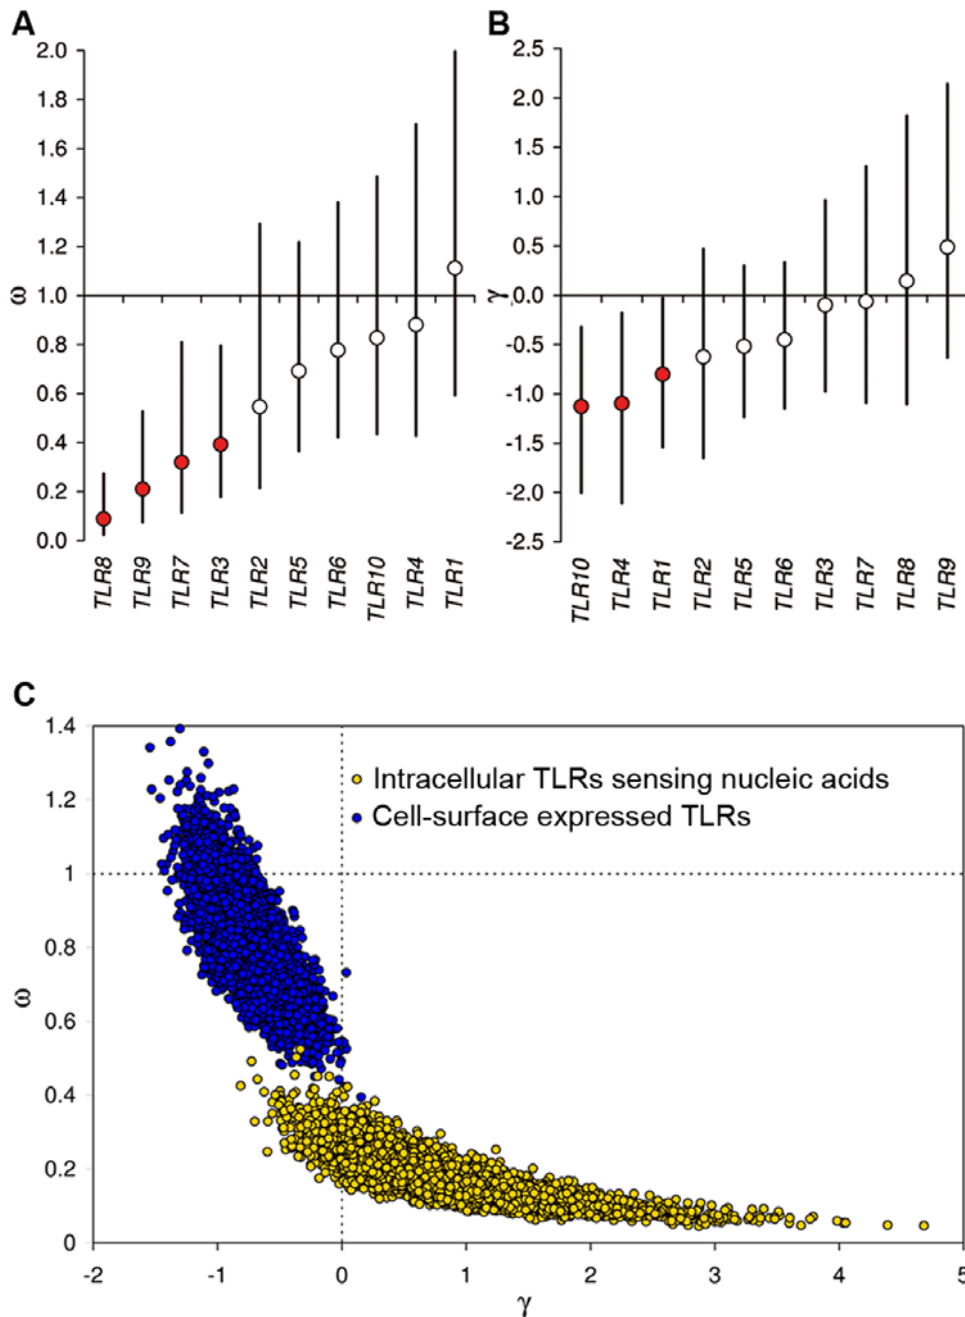 A
2.0
1.8
1.6
1.4
1.2
1.0
0.8
0.6
0.4
0.2
0.0
ω
TLR8
TLR9
TLR7
TLR3
TLR2
TLR5
TLR6
TLR10
TLR4
TLR1
B
2.5
2.0
1.5
1.0
0.5
0.0
-0.5
-1.0
-1.5
-2.0
-2.5
γ
TLR10
TLR4
TLR1
TLR2
TLR5
TLR6
TLR3
TLR7
TLR8
TLR9
C
1.4
1.2
1
0.8
0.6
0.4
0.2
0
ω
Intracellular TLRs sensing nucleic acids
Cell-surface expressed TLRs
-2 -1 0 1 2 3 4 5
γ